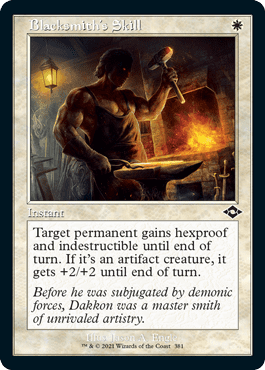 Blacksmith's Skill
Instant
Target permanent gains hexproof
and indestructible until end of
turn. If it's an artifact creature, it
gets +2/+2 until end of turn.
Before he was subjugated by demonic
forces, Dakkon was a master smith
of unrivaled artistry.
™ & © 2021 Wizards of the Coast 381